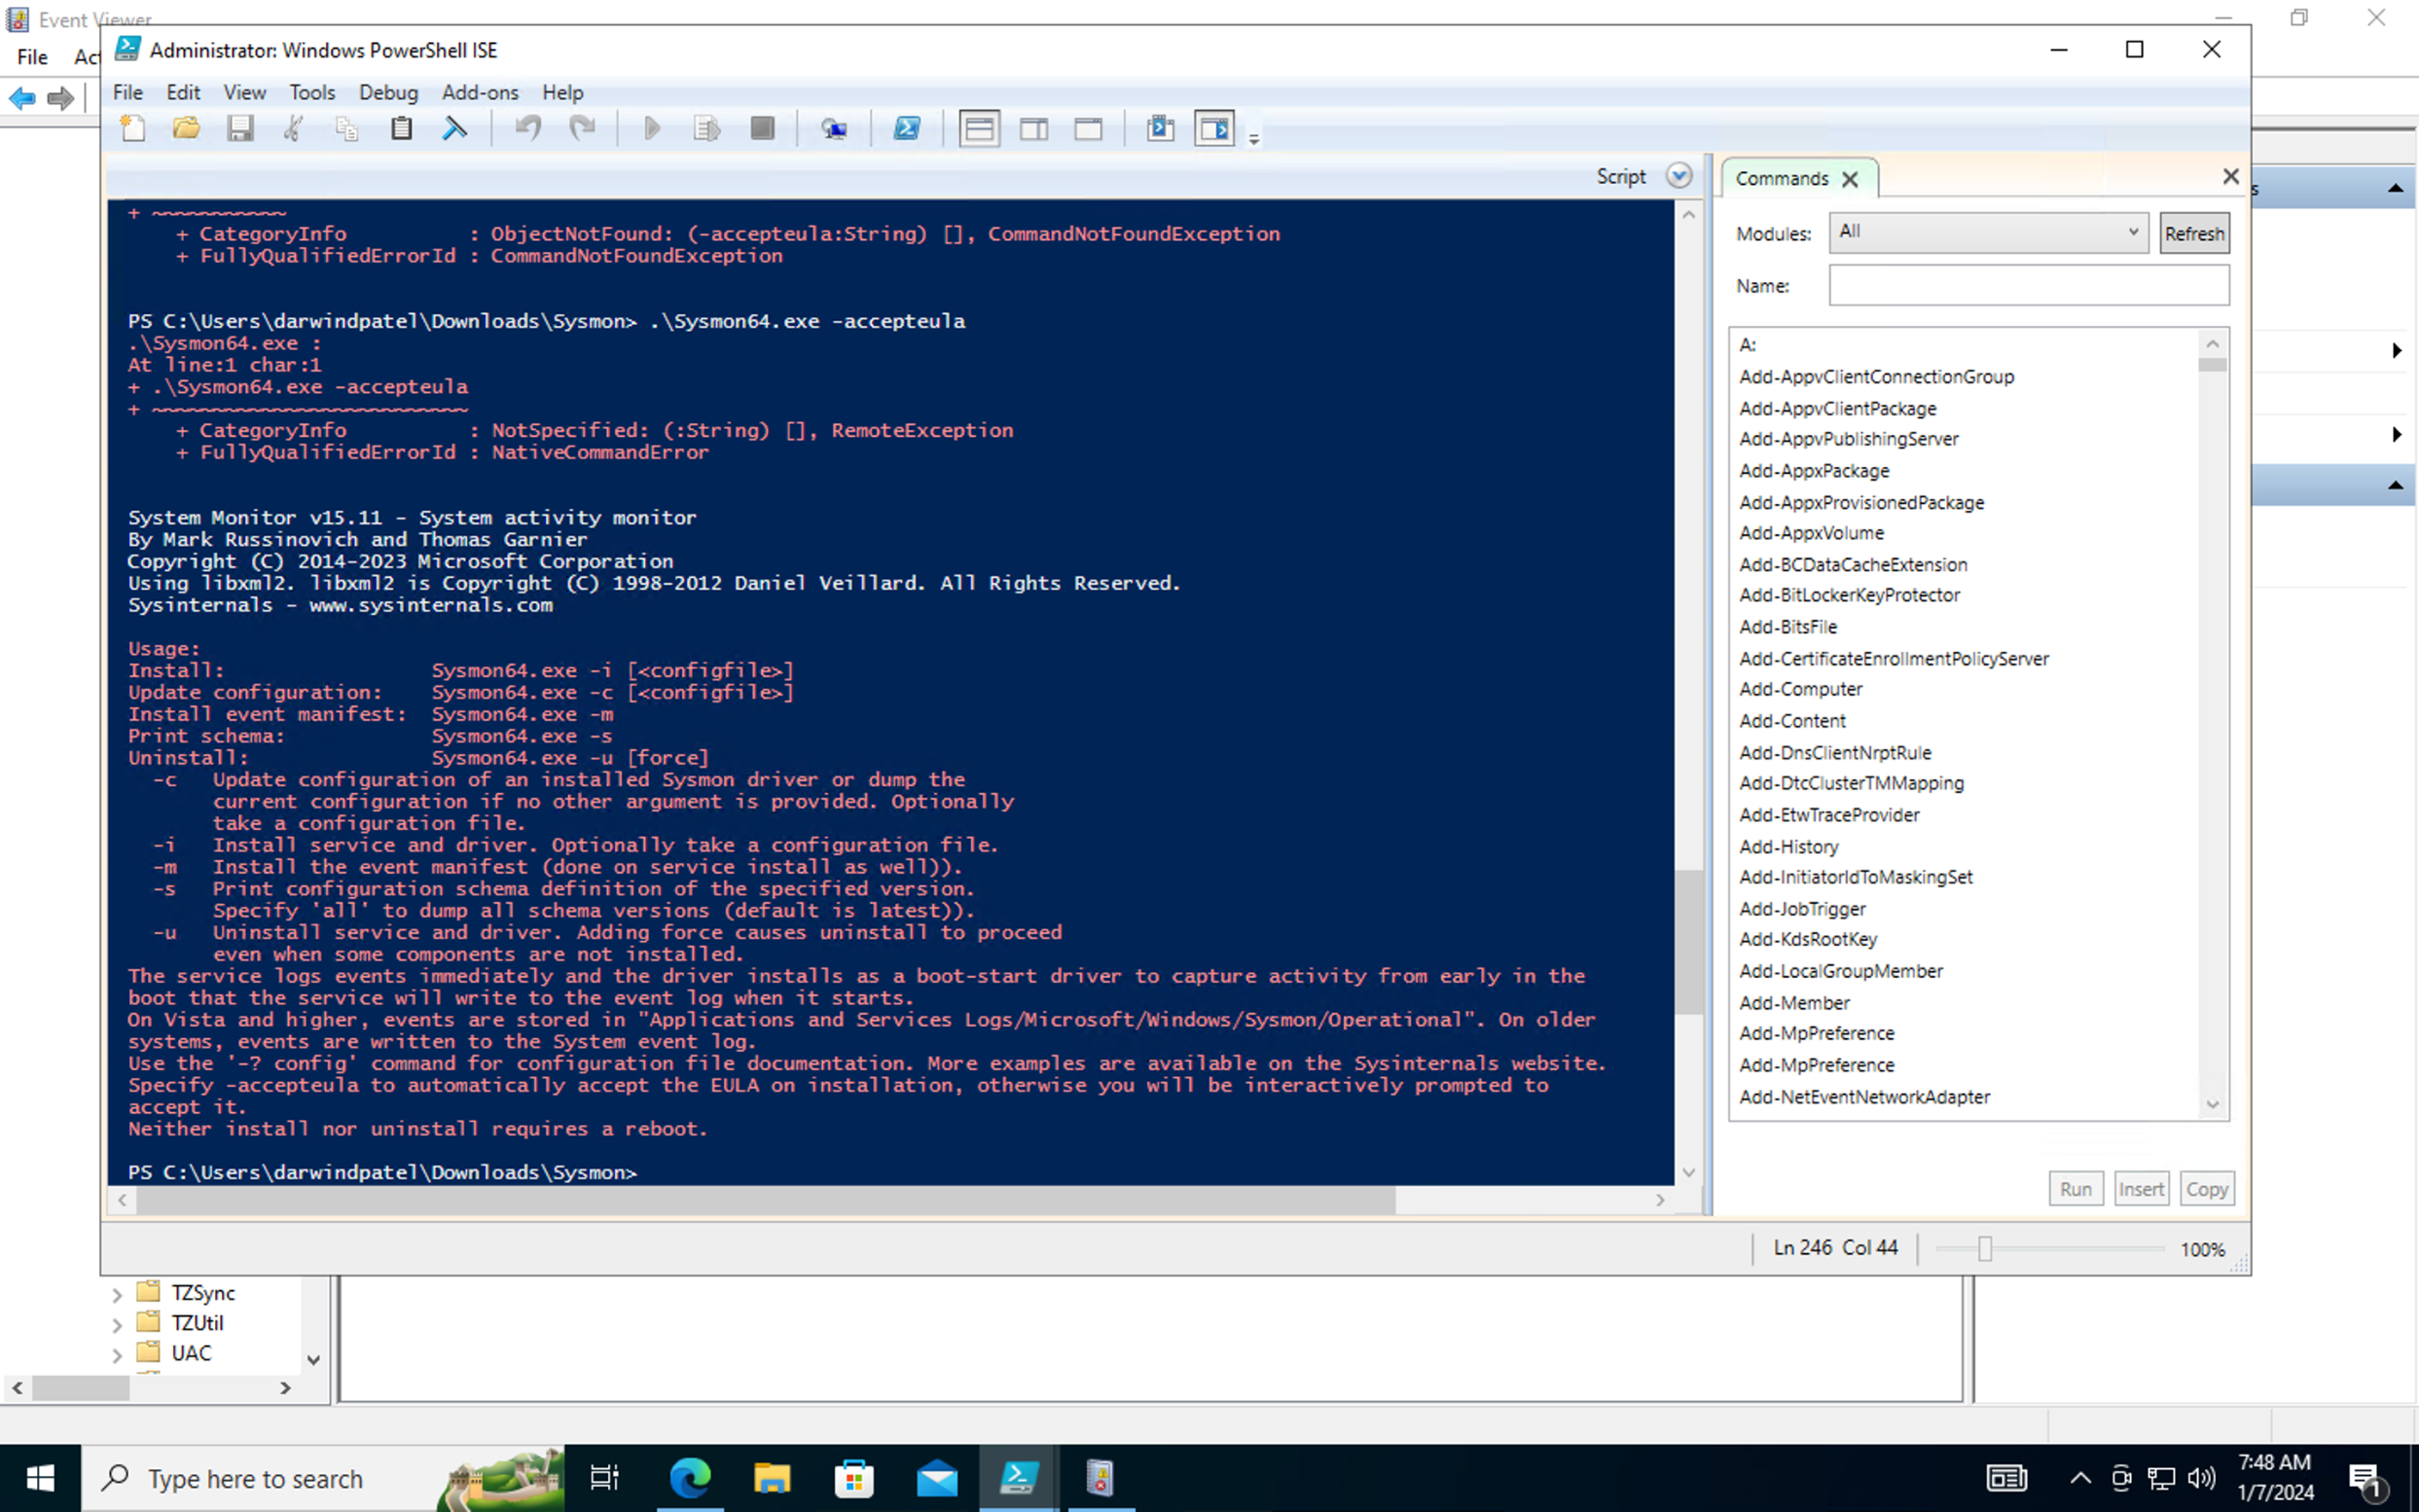 Event Viewer
File Act
Administrator: Windows PowerShell ISE
File Edit View Tools Debug Add-ons Help
Script
+ ~~~~~~~~~~~
    + CategoryInfo          : ObjectNotFound: (-accepteula:String) [], CommandNotFoundException
    + FullyQualifiedErrorId : CommandNotFoundException
PS C:\Users\darwindpatel\Downloads\Sysmon> .\Sysmon64.exe -accepteula
.\Sysmon64.exe :
At line:1 char:1
+ .\Sysmon64.exe -accepteula
+ ~~~~~~~~~~~~~~~~~~~~~~~~~~
    + CategoryInfo          : NotSpecified: (:String) [], RemoteException
    + FullyQualifiedErrorId : NativeCommandError
System Monitor v15.11 - System activity monitor
By Mark Russinovich and Thomas Garnier
Copyright (C) 2014-2023 Microsoft Corporation
Using libxml2. libxml2 is Copyright (C) 1998-2012 Daniel Veillard. All Rights Reserved.
Sysinternals - www.sysinternals.com
Usage:
Install:                 Sysmon64.exe -i [<configfile>]
Update configuration:    Sysmon64.exe -c [<configfile>]
Install event manifest:  Sysmon64.exe -m
Print schema:            Sysmon64.exe -s
Uninstall:               Sysmon64.exe -u [force]
  -c   Update configuration of an installed Sysmon driver or dump the
       current configuration if no other argument is provided. Optionally
       take a configuration file.
  -i   Install service and driver. Optionally take a configuration file.
  -m   Install the event manifest (done on service install as well)).
  -s   Print configuration schema definition of the specified version.
       Specify 'all' to dump all schema versions (default is latest)).
  -u   Uninstall service and driver. Adding force causes uninstall to proceed
       even when some components are not installed.
The service logs events immediately and the driver installs as a boot-start driver to capture activity from early in the
boot that the service will write to the event log when it starts.
On Vista and higher, events are stored in "Applications and Services Logs/Microsoft/Windows/Sysmon/Operational". On older
systems, events are written to the System event log.
Use the '-? config' command for configuration file documentation. More examples are available on the Sysinternals website.
Specify -accepteula to automatically accept the EULA on installation, otherwise you will be interactively prompted to
accept it.
Neither install nor uninstall requires a reboot.
PS C:\Users\darwindpatel\Downloads\Sysmon>
Commands
Modules: All Refresh
Name:
A:
Add-AppvClientConnectionGroup
Add-AppvClientPackage
Add-AppvPublishingServer
Add-AppxPackage
Add-AppxProvisionedPackage
Add-AppxVolume
Add-BCDataCacheExtension
Add-BitLockerKeyProtector
Add-BitsFile
Add-CertificateEnrollmentPolicyServer
Add-Computer
Add-Content
Add-DnsClientNrptRule
Add-DtcClusterTMMapping
Add-EtwTraceProvider
Add-History
Add-InitiatorIdToMaskingSet
Add-JobTrigger
Add-KdsRootKey
Add-LocalGroupMember
Add-Member
Add-MpPreference
Add-MpPreference
Add-NetEventNetworkAdapter
Run Insert Copy
s
Ln 246 Col 44
100%
TZSync
TZUtil
UAC
Type here to search
7:48 AM
1/7/2024
1